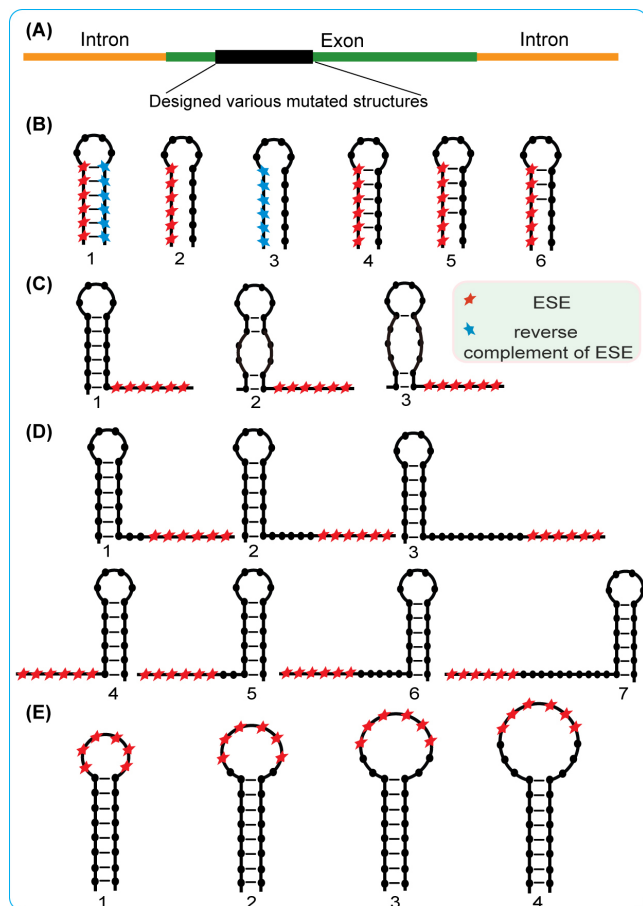 (A)
Intron Exon Intron
Designed various mutated structures
(B)
1 2 3 4 5 6
(C)
ESE
reverse
complement of ESE
1 2 3
(D)
1 2 3
4 5 6 7
(E)
1 2 3 4